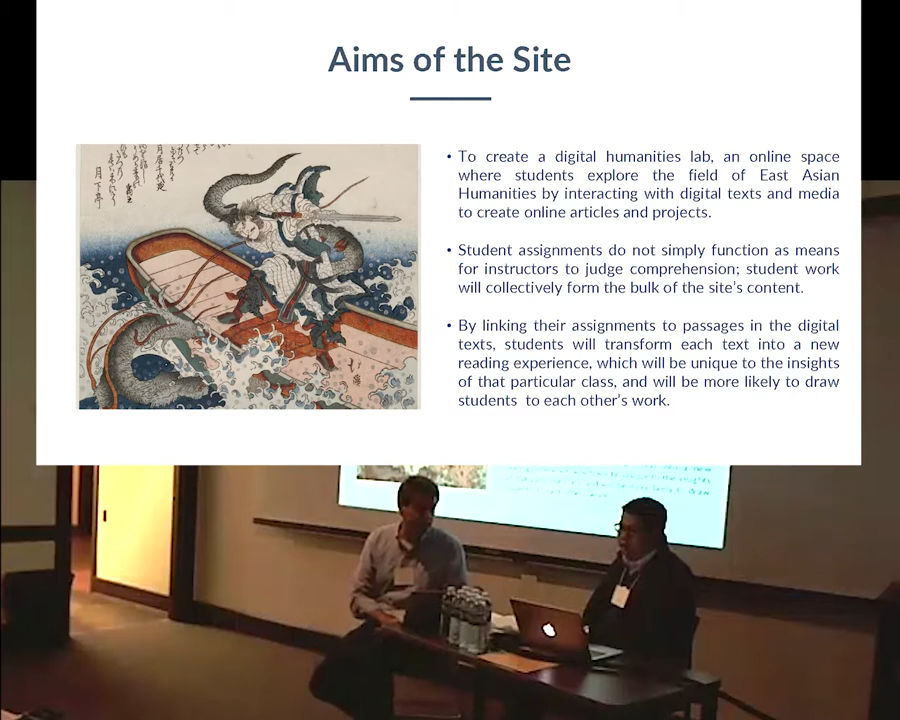 Aims of the Site
• To create a digital humanities lab, an online space
where students explore the field of East Asian
Humanities by interacting with digital texts and media
to create online articles and projects.
• Student assignments do not simply function as means
for instructors to judge comprehension; student work
will collectively form the bulk of the site's content.
• By linking their assignments to passages in the digital
texts, students will transform each text into a new
reading experience, which will be unique to the insights
of that particular class, and will be more likely to draw
students to each other's work.
月下亭